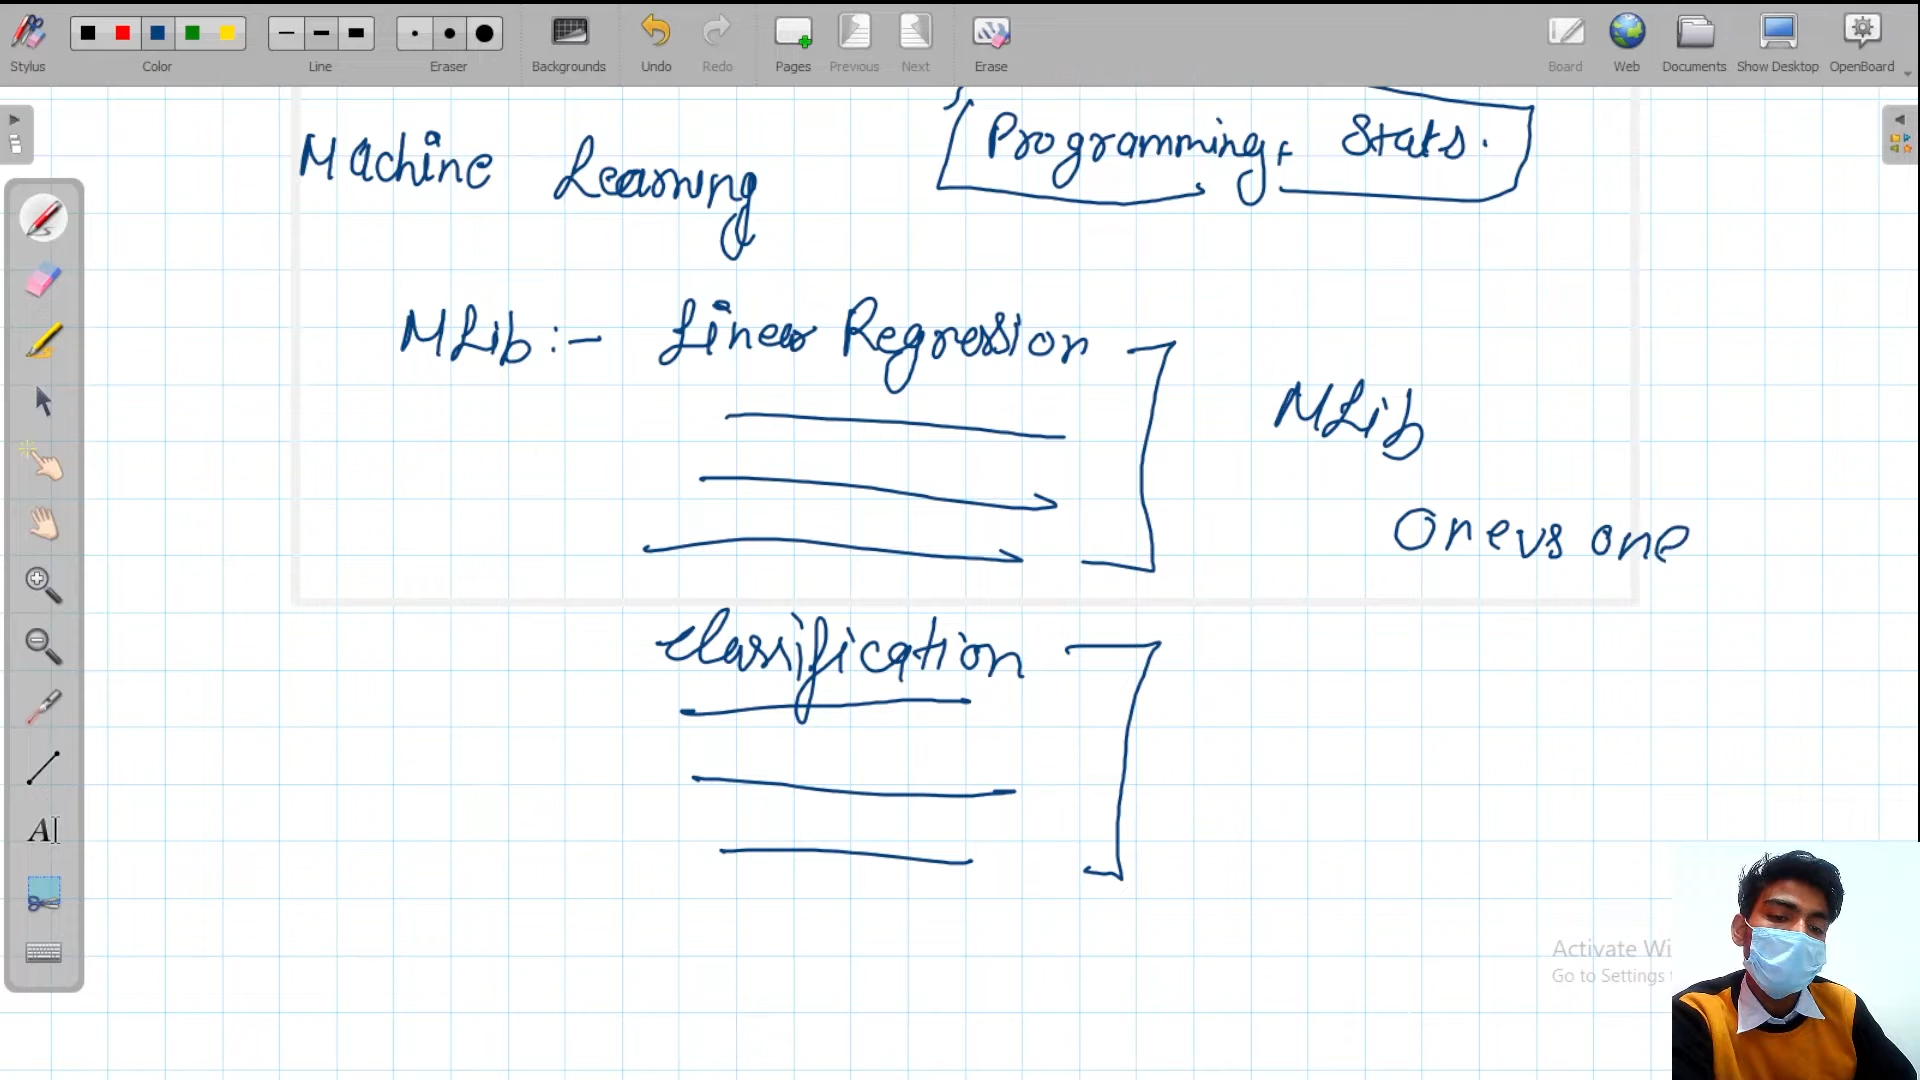 Stylus Color Line Eraser Backgrounds Undo Redo Pages Previous Next Erase Board Web Documents Show Desktop OpenBoard
Programming, Stats.
Machine Learning
MLib :- Linear Regression
MLib
One vs one
classification
AI
Activate Wi
Go to Settings